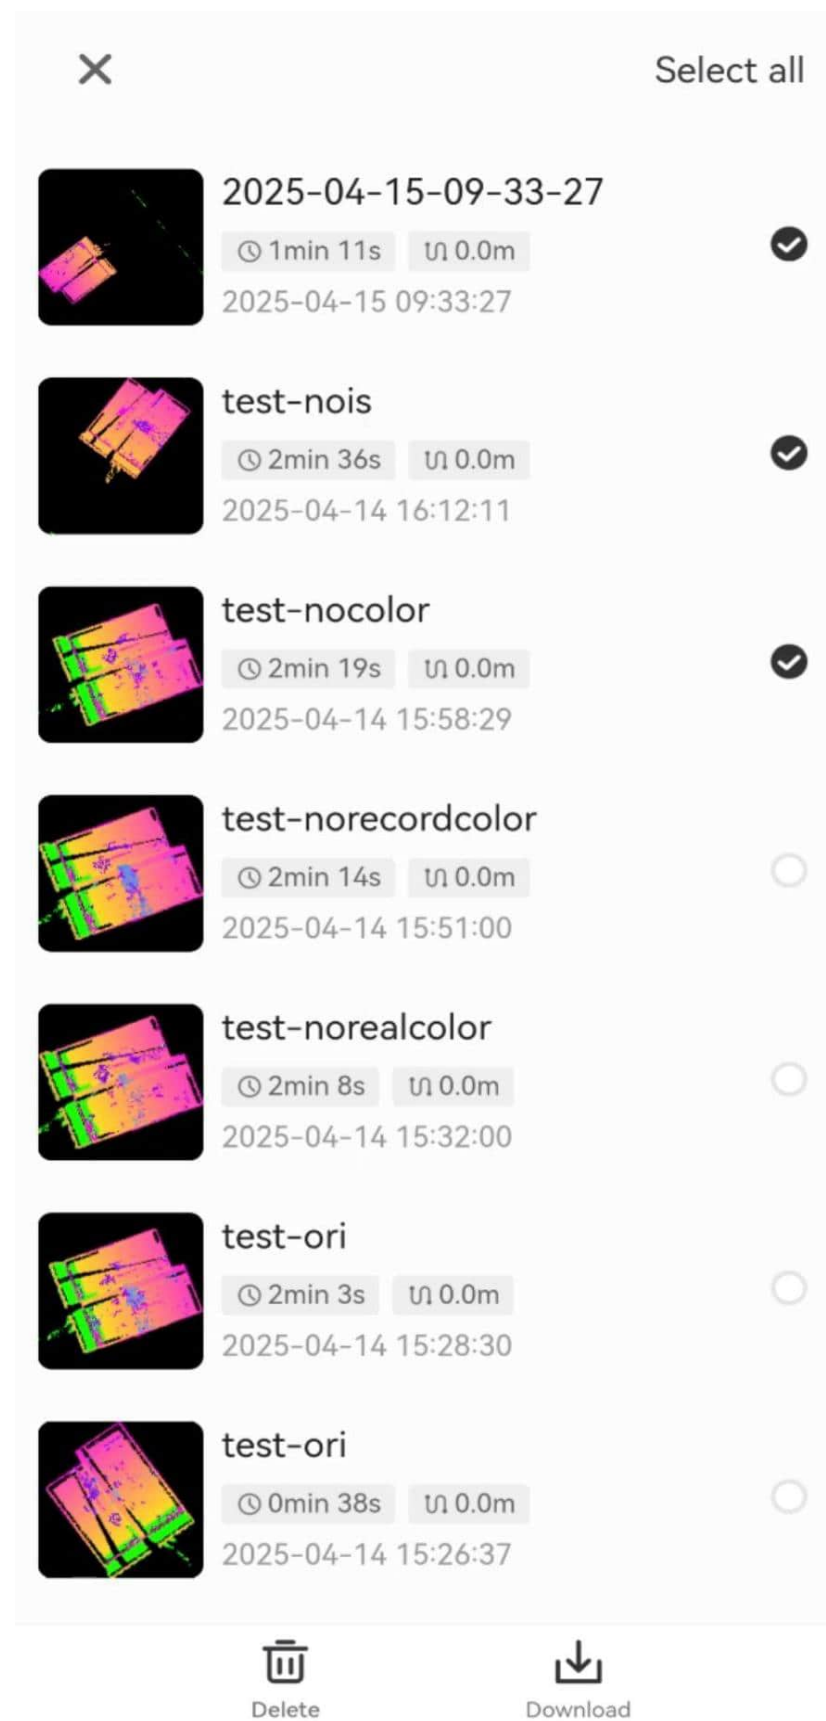 Select all
2025-04-15-09-33-27
1min 11s 0.0m
2025-04-15 09:33:27
test-nois
2min 36s 0.0m
2025-04-14 16:12:11
test-nocolor
2min 19s 0.0m
2025-04-14 15:58:29
test-norecordcolor
2min 14s 0.0m
2025-04-14 15:51:00
test-norealcolor
2min 8s 0.0m
2025-04-14 15:32:00
test-ori
2min 3s 0.0m
2025-04-14 15:28:30
test-ori
0min 38s 0.0m
2025-04-14 15:26:37
Delete Download